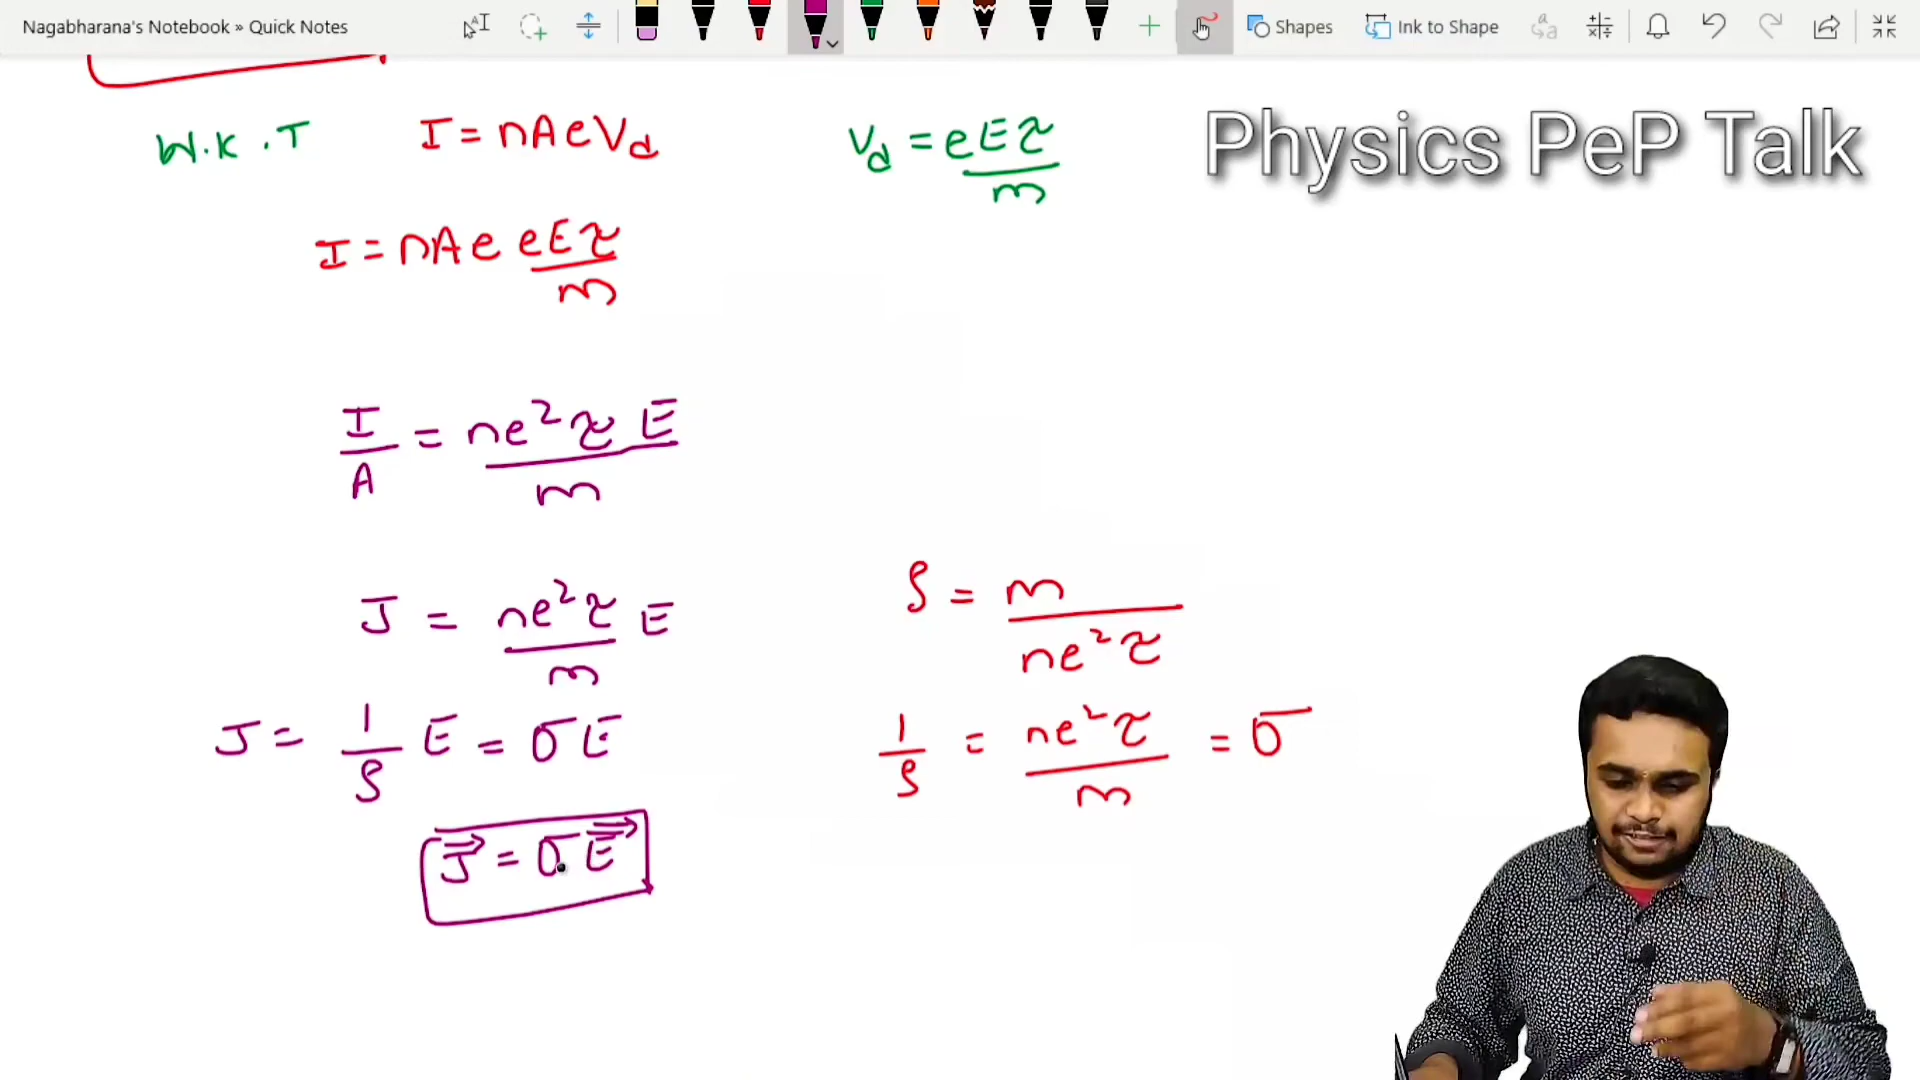 Nagabharana's Notebook » Quick Notes
Shapes
Ink to Shape
Physics PeP Talk
W.K.T I = nAeVd
Vd = eEτ/m
I = nAe eEτ/m
I/A = ne²τ E/m
J = ne²τ/m E
ρ = m/ne²τ
J = 1/ρ E = σE
1/ρ = ne²τ/m = σ
J⃗ = σE⃗